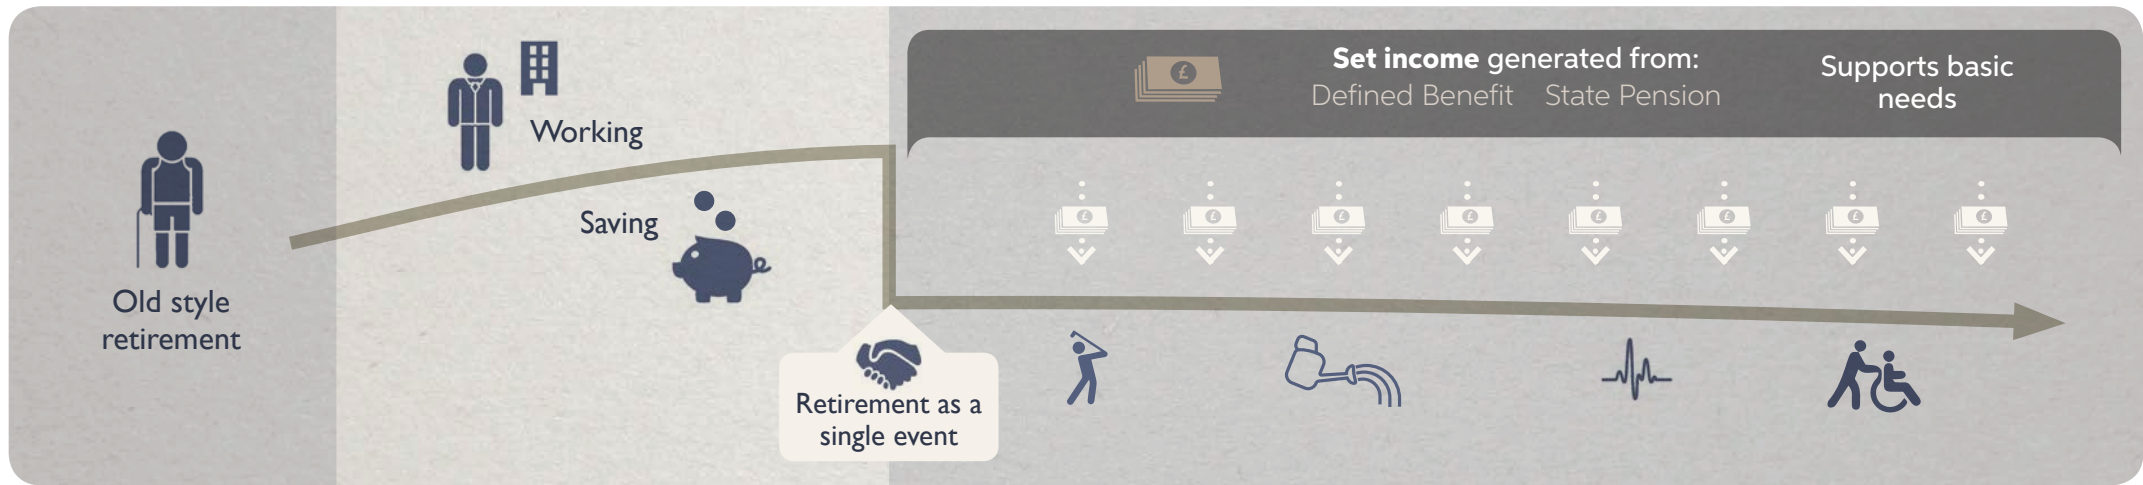 Old style
retirement
Working
Saving
Retirement as a
single event
£
Set income generated from:
Defined Benefit State Pension
Supports basic
needs
£
£
£
£
£
£
£
£